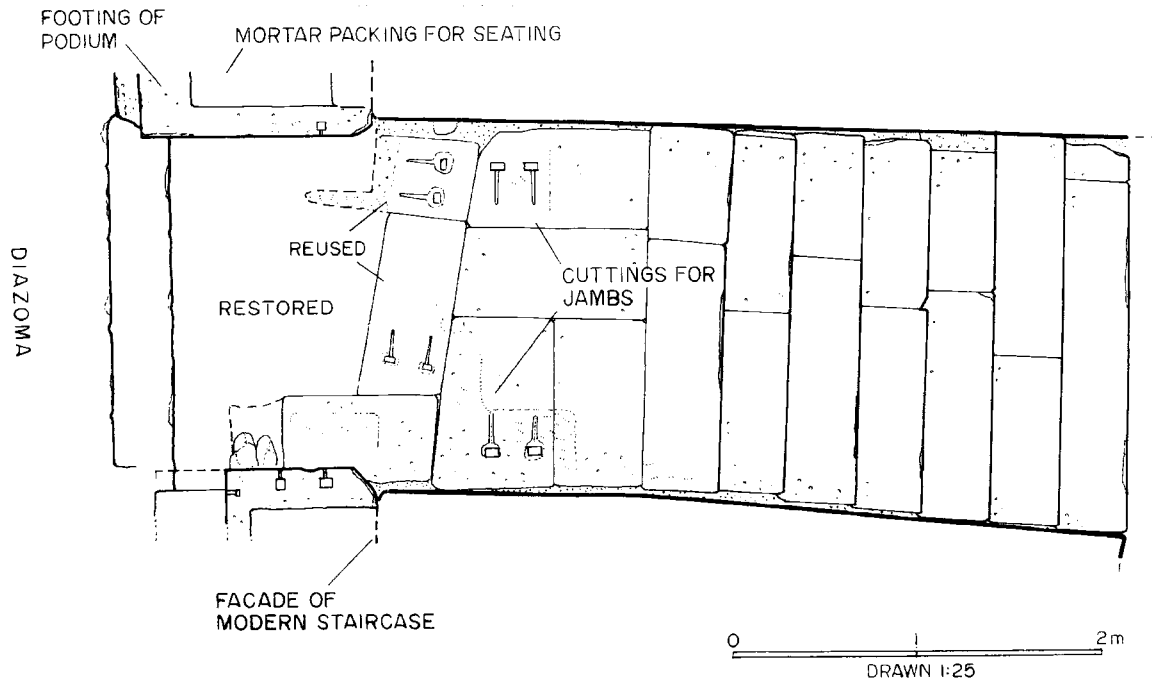 FOOTING OF
PODIUM
MORTAR PACKING FOR SEATING
DIAZOMA
REUSED
RESTORED
CUTTINGS FOR
JAMBS
FACADE OF
MODERN STAIRCASE
0 1 2m
DRAWN 1:25